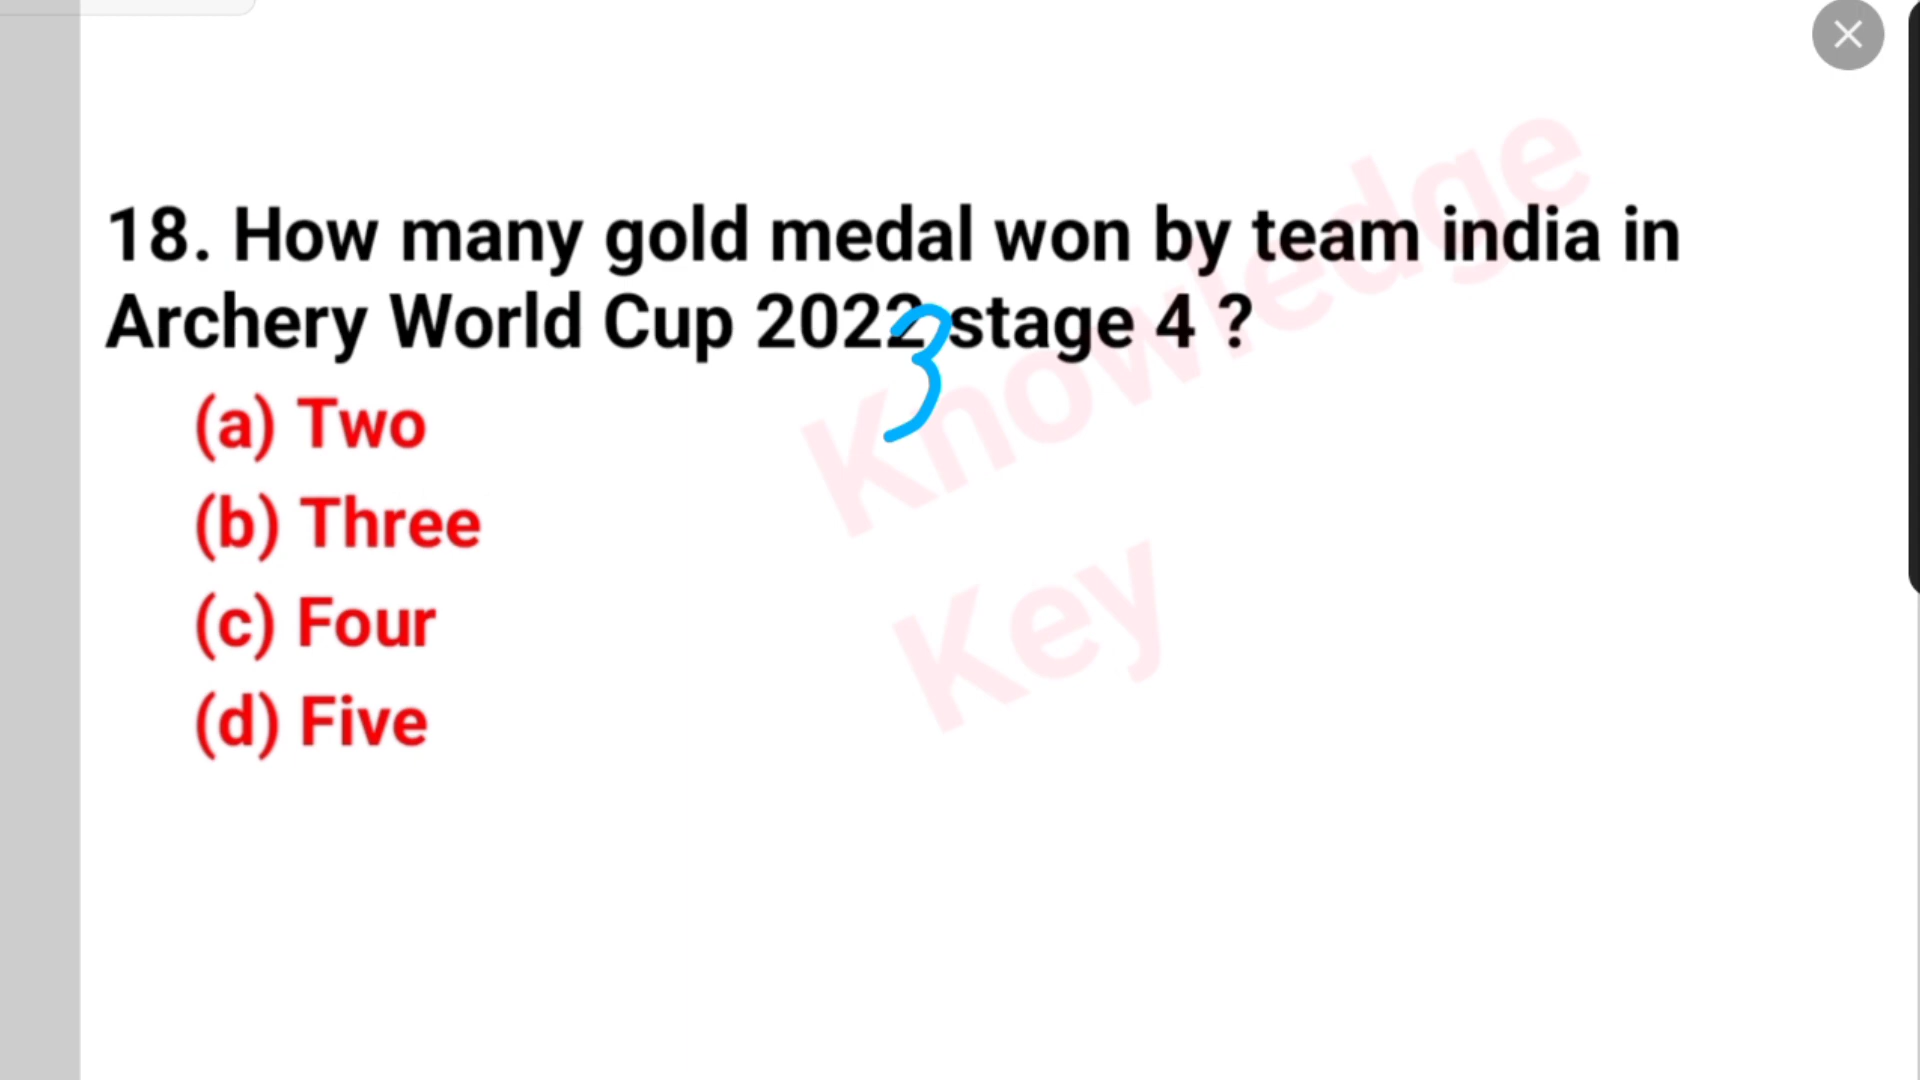 18. How many gold medal won by team india in
Archery World Cup 2022 3 stage 4 ?
(a) Two
(b) Three
(c) Four
(d) Five
Knowledge
Key